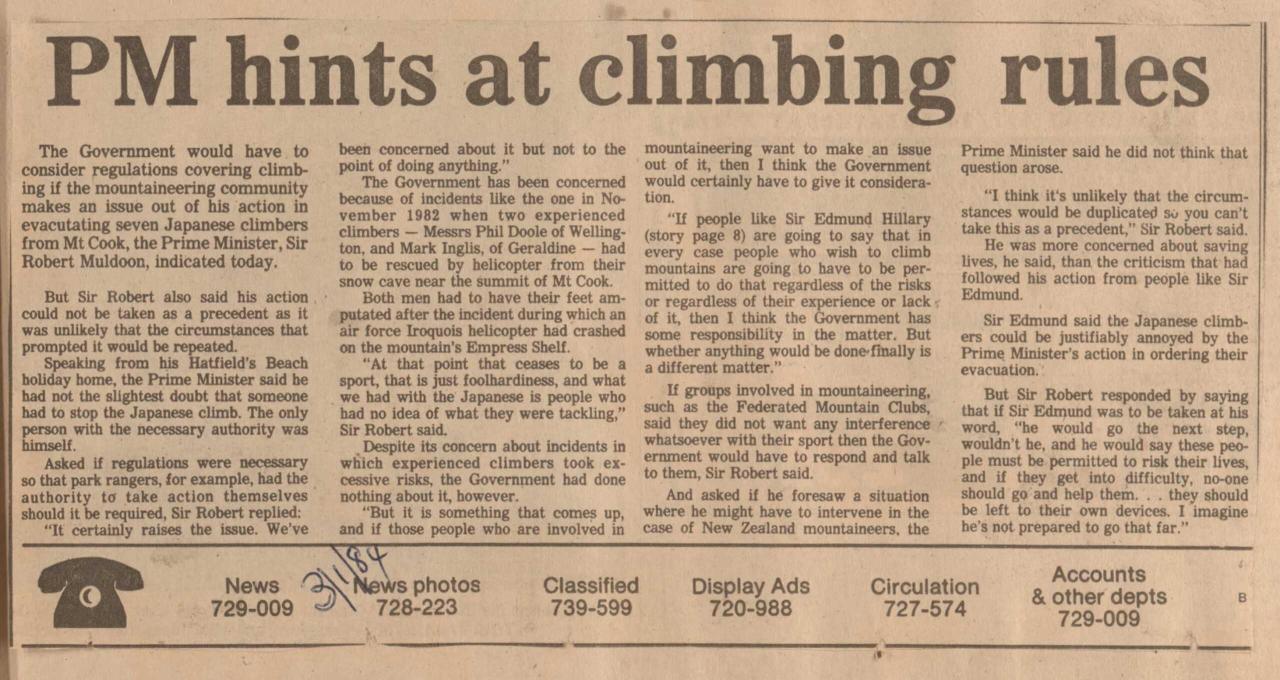 PM hints at climbing rules
The Government would have to
consider regulations covering climb-
ing if the mountaineering community
makes an issue out of his action in
evacutating seven Japanese climbers
from Mt Cook, the Prime Minister, Sir
Robert Muldoon, indicated today.
But Sir Robert also said his action
could not be taken as a precedent as it
was unlikely that the circumstances that
prompted it would be repeated.
Speaking from his Hatfield's Beach
holiday home, the Prime Minister said he
had not the slightest doubt that someone
had to stop the Japanese climb. The only
person with the necessary authority was
himself.
Asked if regulations were necessary
so that park rangers, for example, had the
authority to take action themselves
should it be required, Sir Robert replied:
"It certainly raises the issue. We've
been concerned about it but not to the
point of doing anything."
The Government has been concerned
because of incidents like the one in No-
vember 1982 when two experienced
climbers — Messrs Phil Doole of Welling-
ton, and Mark Inglis, of Geraldine — had
to be rescued by helicopter from their
snow cave near the summit of Mt Cook.
Both men had to have their feet am-
putated after the incident during which an
air force Iroquois helicopter had crashed
on the mountain's Empress Shelf.
"At that point that ceases to be a
sport, that is just foolhardiness, and what
we had with the Japanese is people who
had no idea of what they were tackling,"
Sir Robert said.
Despite its concern about incidents in
which experienced climbers took ex-
cessive risks, the Government had done
nothing about it, however.
"But it is something that comes up,
and if those people who are involved in
mountaineering want to make an issue
out of it, then I think the Government
would certainly have to give it considera-
tion.
"If people like Sir Edmund Hillary
(story page 8) are going to say that in
every case people who wish to climb
mountains are going to have to be per-
mitted to do that regardless of the risks
or regardless of their experience or lack
of it, then I think the Government has
some responsibility in the matter. But
whether anything would be done finally is
a different matter."
If groups involved in mountaineering,
such as the Federated Mountain Clubs,
said they did not want any interference
whatsoever with their sport then the Gov-
ernment would have to respond and talk
to them, Sir Robert said.
And asked if he foresaw a situation
where he might have to intervene in the
case of New Zealand mountaineers, the
Prime Minister said he did not think that
question arose.
"I think it's unlikely that the circum-
stances would be duplicated so you can't
take this as a precedent," Sir Robert said.
He was more concerned about saving
lives, he said, than the criticism that had
followed his action from people like Sir
Edmund.
Sir Edmund said the Japanese climb-
ers could be justifiably annoyed by the
Prime Minister's action in ordering their
evacuation.
But Sir Robert responded by saying
that if Sir Edmund was to be taken at his
word, "he would go the next step,
wouldn't he, and he would say these peo-
ple must be permitted to risk their lives,
and if they get into difficulty, no-one
should go and help them. . . they should
be left to their own devices. I imagine
he's not prepared to go that far."
3/1/84
News
729-009
News photos
728-223
Classified
739-599
Display Ads
720-988
Circulation
727-574
Accounts
& other depts
729-009
B